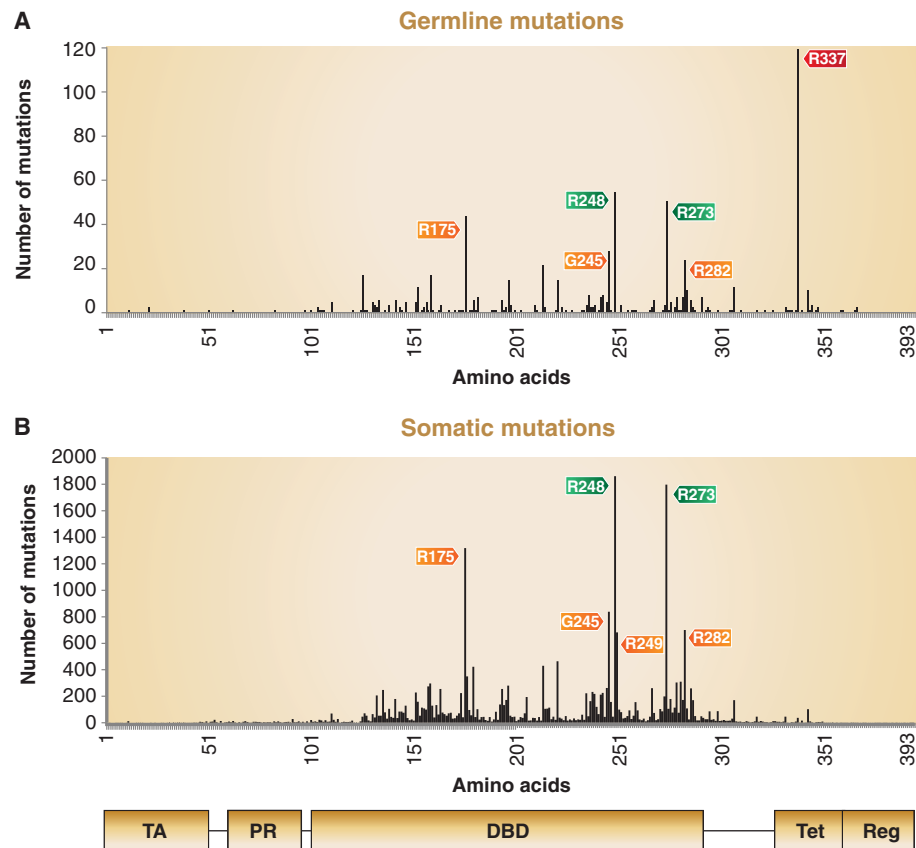 A
Germline mutations
Number of mutations
120
100
80
60
40
20
0
R337
R248
R273
R175
G245
R282
1
51
101
151
201
251
301
351
393
Amino acids
B
Somatic mutations
Number of mutations
2000
1800
1600
1400
1200
1000
800
600
400
200
0
R248
R273
R175
G245
R249
R282
1
51
101
151
201
251
301
351
393
Amino acids
TA
PR
DBD
Tet
Reg